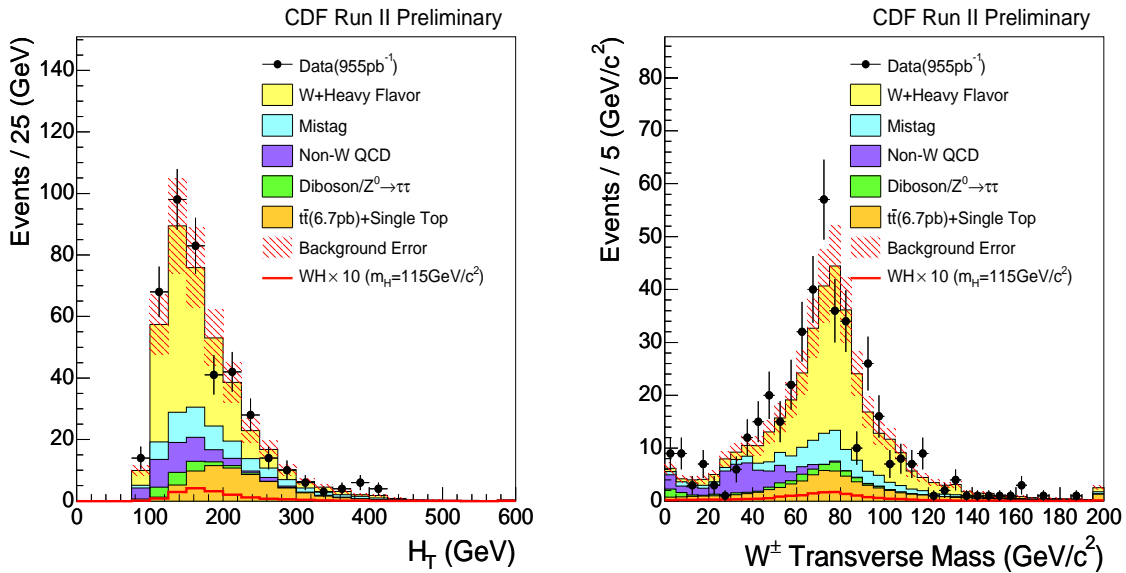 CDF Run II Preliminary
Events / 25 (GeV)
140
120
100
80
60
40
20
0
Data(955pb⁻¹)
W+Heavy Flavor
Mistag
Non-W QCD
Diboson/Z⁰→ττ
tt̄(6.7pb)+Single Top
Background Error
WH× 10 (m_H=115GeV/c²)
0 100 200 300 400 500 600
H_T (GeV)
CDF Run II Preliminary
Events / 5 (GeV/c²)
80
70
60
50
40
30
20
10
0
Data(955pb⁻¹)
W+Heavy Flavor
Mistag
Non-W QCD
Diboson/Z⁰→ττ
tt̄(6.7pb)+Single Top
Background Error
WH× 10 (m_H=115GeV/c²)
0 20 40 60 80 100 120 140 160 180 200
W± Transverse Mass (GeV/c²)